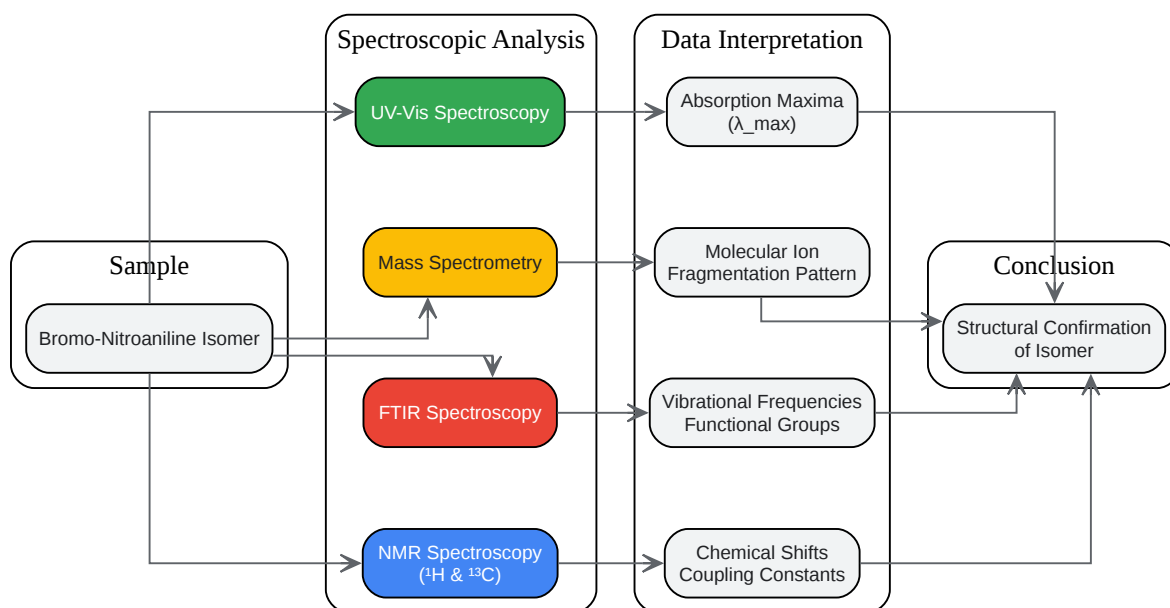 Spectroscopic Analysis
Data Interpretation
UV-Vis Spectroscopy
Absorption Maxima
(λ_max)
Sample
Mass Spectrometry
Molecular Ion
Fragmentation Pattern
Conclusion
Bromo-Nitroaniline Isomer
Structural Confirmation
of Isomer
FTIR Spectroscopy
Vibrational Frequencies
Functional Groups
NMR Spectroscopy
(¹H & ¹³C)
Chemical Shifts
Coupling Constants